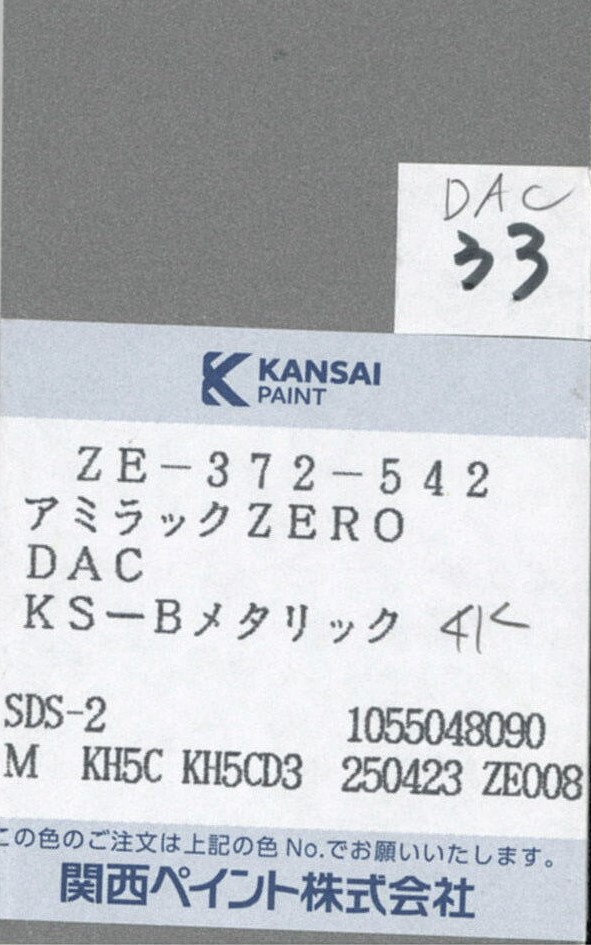 DAC
33
KANSAI
PAINT
ZE-372-542
アミラックZERO
DAC
KS-Bメタリック
SDS-2 1055048090
M KH5C KH5CD3 250423 ZE008
この色のご注文は上記の色No.でお願いいたします。
関西ペイント株式会社